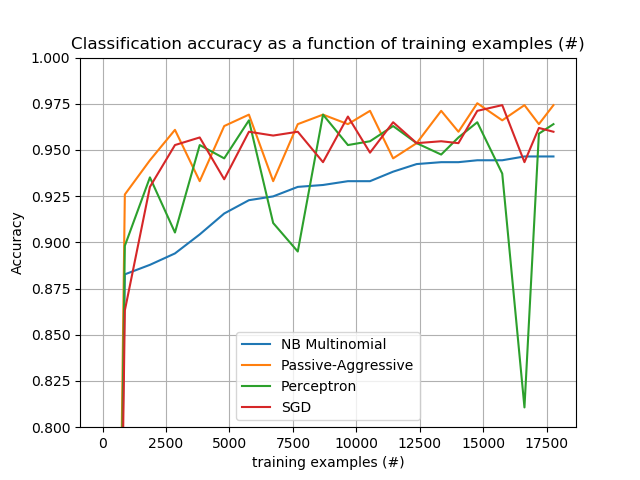 Classification accuracy as a function of training examples (#)
1.000
0.975
0.950
0.925
0.900
0.875
0.850
0.825
0.800
Accuracy
NB Multinomial
Passive-Aggressive
Perceptron
SGD
0 2500 5000 7500 10000 12500 15000 17500
training examples (#)